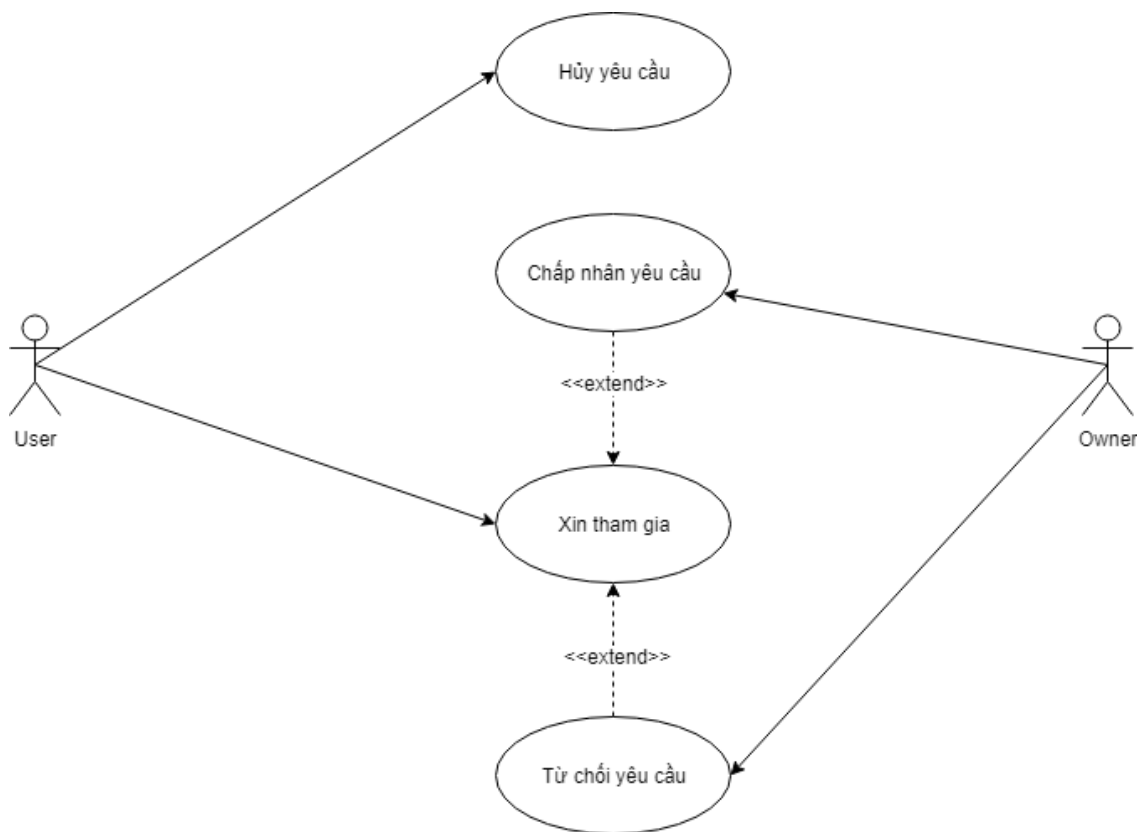 Hủy yêu cầu
Chấp nhân yêu cầu
<<extend>>
User
Owner
Xin tham gia
<<extend>>
Từ chối yêu cầu